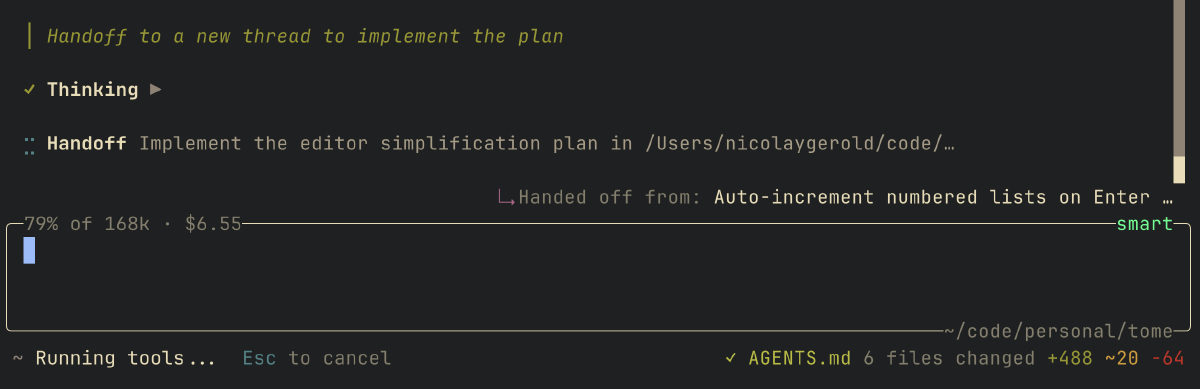 Handoff to a new thread to implement the plan
✓ Thinking ▶
Handoff Implement the editor simplification plan in /Users/nicolaygerold/code/…
Handed off from: Auto-increment numbered lists on Enter …
79% of 168k · $6.55 smart
~/code/personal/tome
~ Running tools... Esc to cancel ✓ AGENTS.md 6 files changed +488 ~20 -64